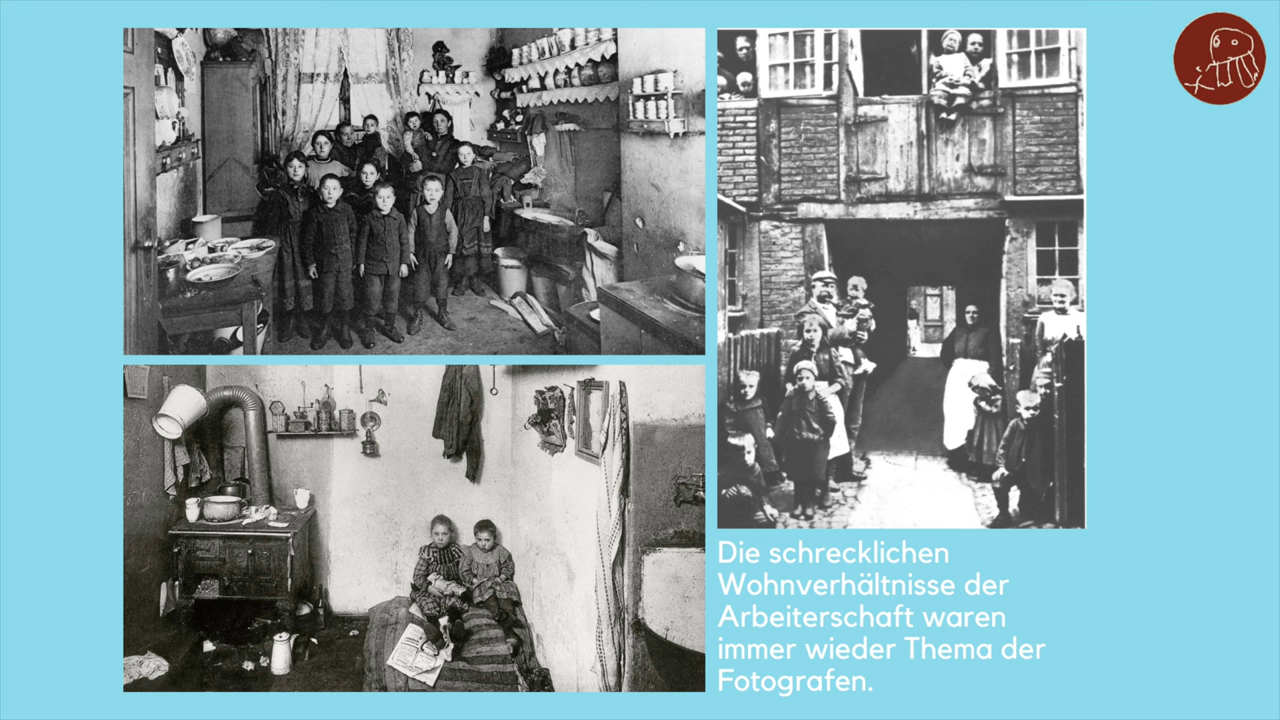 Die schrecklichen
Wohnverhältnisse der
Arbeiterschaft waren
immer wieder Thema der
Fotografen.